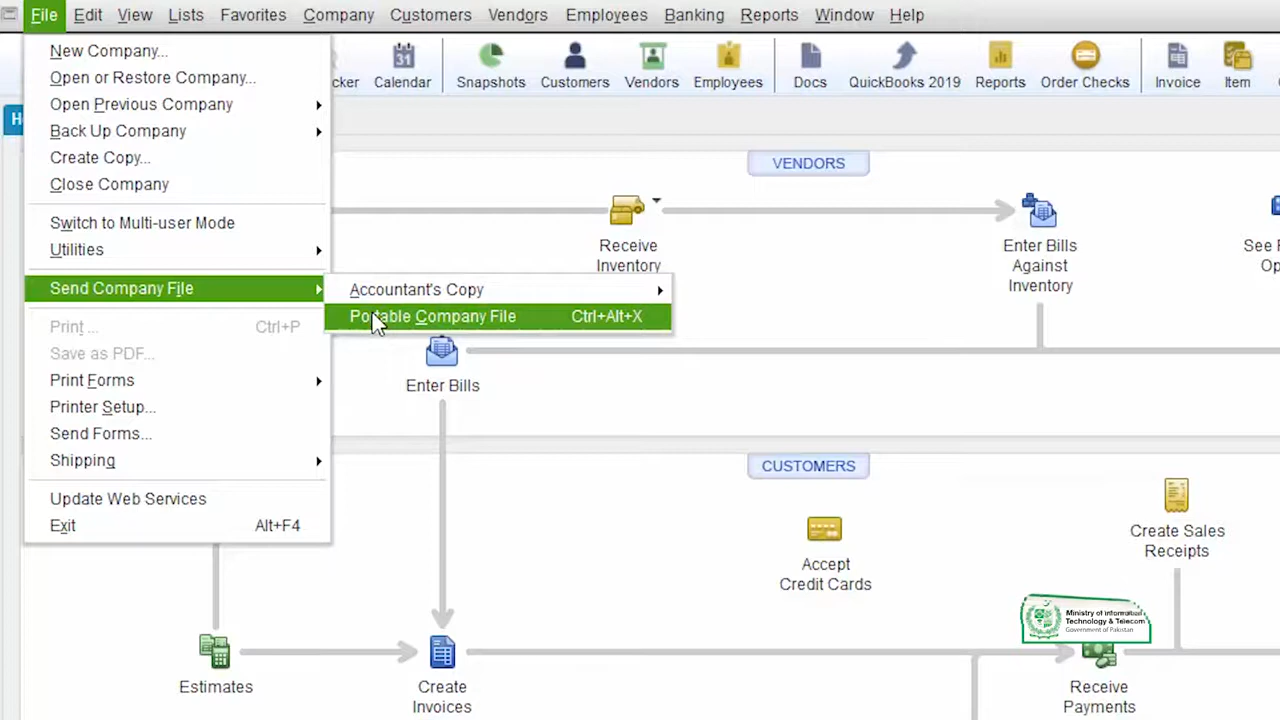 File Edit View Lists Favorites Company Customers Vendors Employees Banking Reports Window Help
Calendar Snapshots Customers Vendors Employees Docs QuickBooks 2019 Reports Order Checks Invoice Item
31
New Company...
Open or Restore Company...
Open Previous Company
Back Up Company
Create Copy...
Close Company
Switch to Multi-user Mode
Utilities
Send Company File
Print ... Ctrl+P
Save as PDF...
Print Forms
Printer Setup...
Send Forms...
Shipping
Update Web Services
Exit Alt+F4
Accountant's Copy
Portable Company File Ctrl+Alt+X
VENDORS
Receive
Inventory
Enter Bills
Against
Inventory
Enter Bills
CUSTOMERS
Accept
Credit Cards
Create Sales
Receipts
Ministry of Information
Technology & Telecom
Government of Pakistan
Estimates
Create
Invoices
Receive
Payments